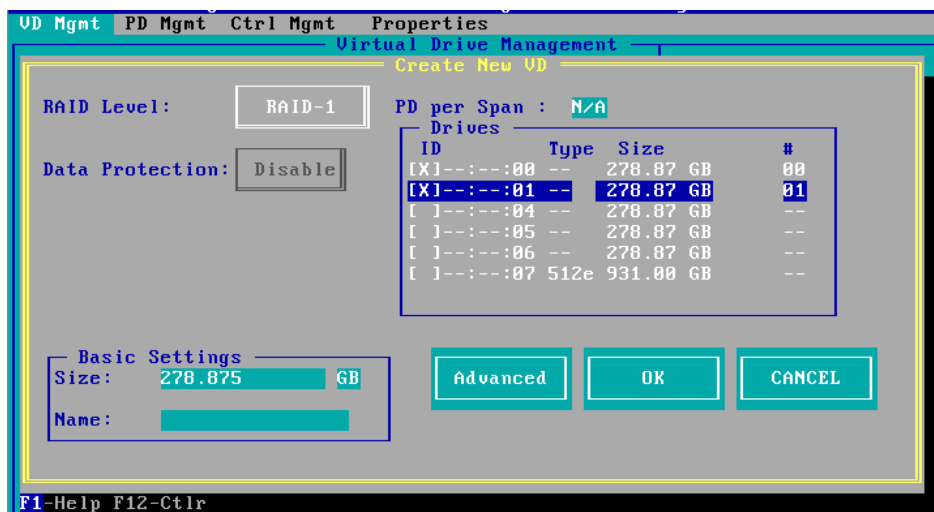 VD Mgmt PD Mgmt Ctrl Mgmt Properties
Virtual Drive Management
Create New VD
RAID Level: RAID-1 PD per Span : N/A
Drives
ID Type Size #
Data Protection: Disable
[X]--:--:00 -- 278.87 GB 00
[X]--:--:01 -- 278.87 GB 01
[ ]--:--:04 -- 278.87 GB --
[ ]--:--:05 -- 278.87 GB --
[ ]--:--:06 -- 278.87 GB --
[ ]--:--:07 512e 931.00 GB --
Basic Settings
Size: 278.875 GB
Name:
Advanced OK CANCEL
F1-Help F12-Ctlr